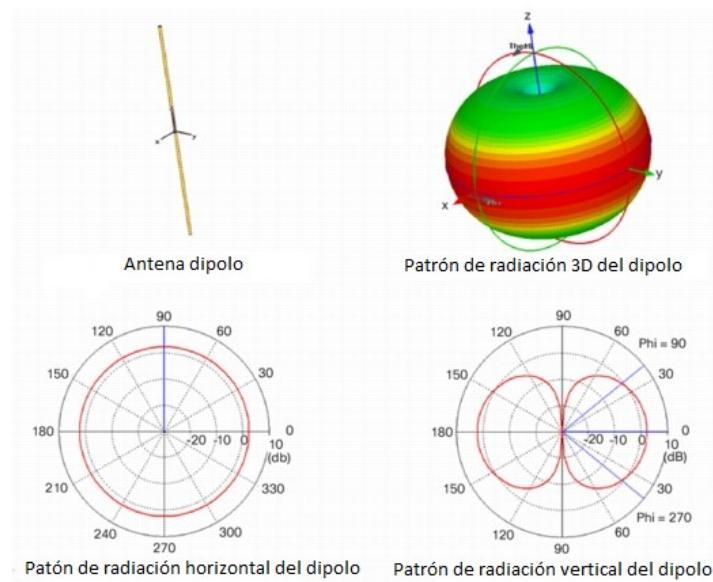 z
Theta
x
y
y
x
Phi
Antena dipolo
Patrón de radiación 3D del dipolo
90
120
60
150
30
180
-20
-10
0
0
10
(db)
210
330
240
300
270
Patón de radiación horizontal del dipolo
90
120
60
Phi = 90
150
30
180
-20
-10
0
0
10
(dB)
150
30
Phi = 270
120
60
90
Patrón de radiación vertical del dipolo